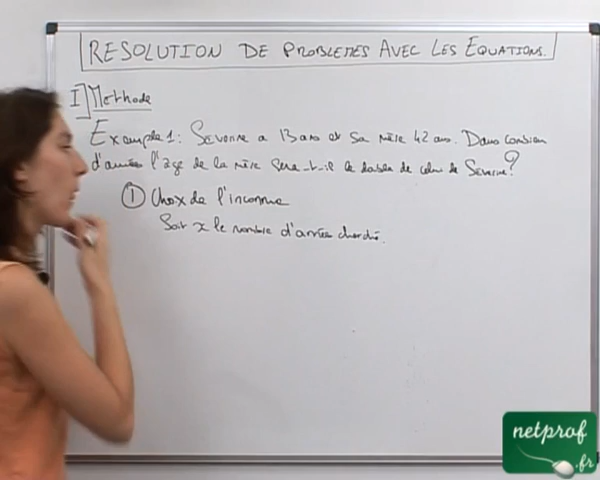 RESOLUTION DE PROBLEMES AVEC LES EQUATIONS.
I] Methode
Exemple 1: Séverine a 13 ans et sa mère 42 ans. Dans combien
d'années l'âge de la mère sera-t-il le double de celui de Séverine?
① Choix de l'inconnue
Soit x le nombre d'années cherché.
netprof
.fr